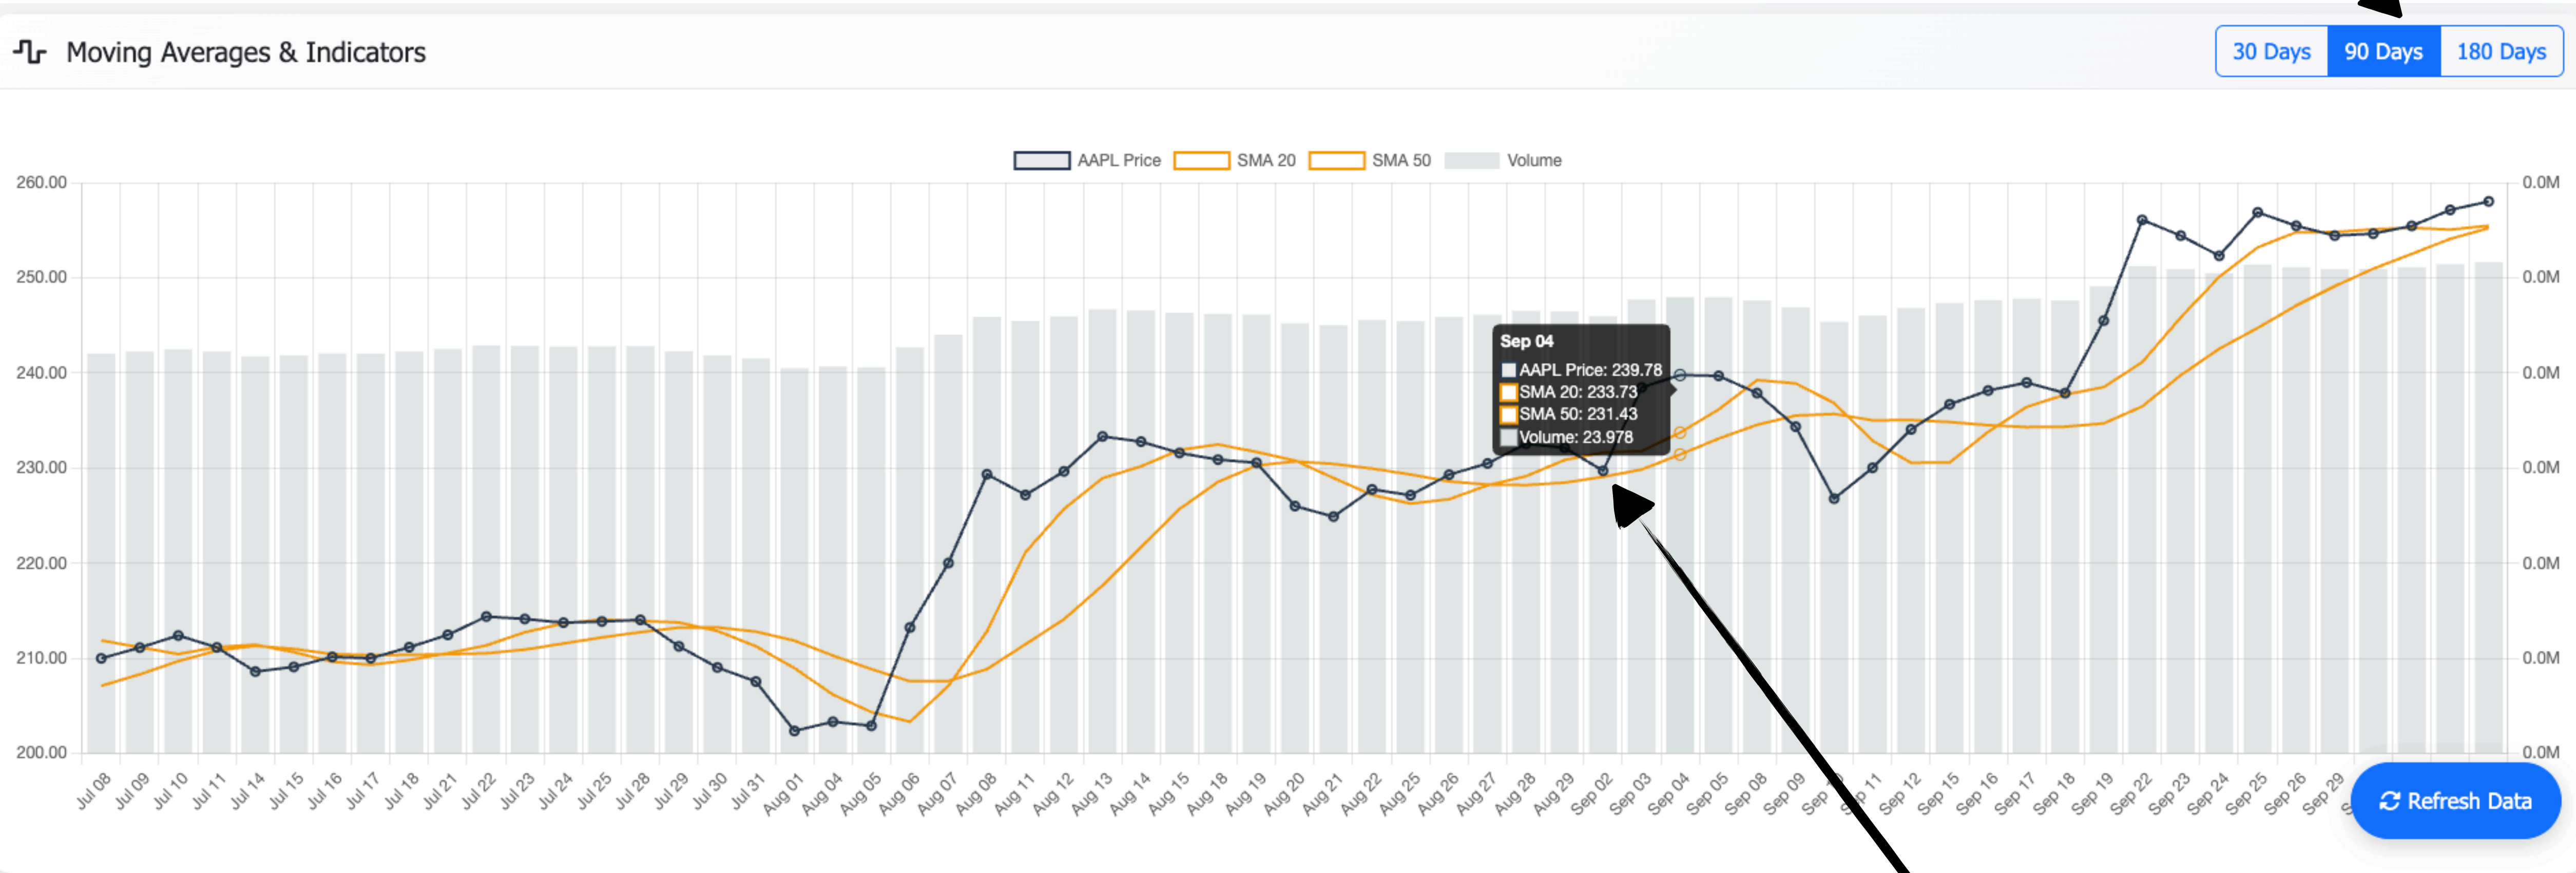 Moving Averages & Indicators
30 Days 90 Days 180 Days
AAPL Price SMA 20 SMA 50 Volume
260.00 0.0M
250.00 0.0M
240.00 0.0M
230.00 0.0M
220.00 0.0M
210.00 0.0M
200.00 0.0M
Sep 04
AAPL Price: 239.78
SMA 20: 233.73
SMA 50: 231.43
Volume: 23.978
Jul 08 Jul 09 Jul 10 Jul 11 Jul 14 Jul 15 Jul 16 Jul 17 Jul 18 Jul 21 Jul 22 Jul 23 Jul 24 Jul 25 Jul 28 Jul 29 Jul 30 Jul 31 Aug 01 Aug 04 Aug 05 Aug 06 Aug 07 Aug 08 Aug 11 Aug 12 Aug 13 Aug 14 Aug 15 Aug 18 Aug 19 Aug 20 Aug 21 Aug 22 Aug 25 Aug 26 Aug 27 Aug 28 Aug 29 Sep 02 Sep 03 Sep 04 Sep 05 Sep 08 Sep 09 Sep 11 Sep 12 Sep 15 Sep 16 Sep 17 Sep 18 Sep 19 Sep 22 Sep 23 Sep 24 Sep 25 Sep 26 Sep 29
Refresh Data